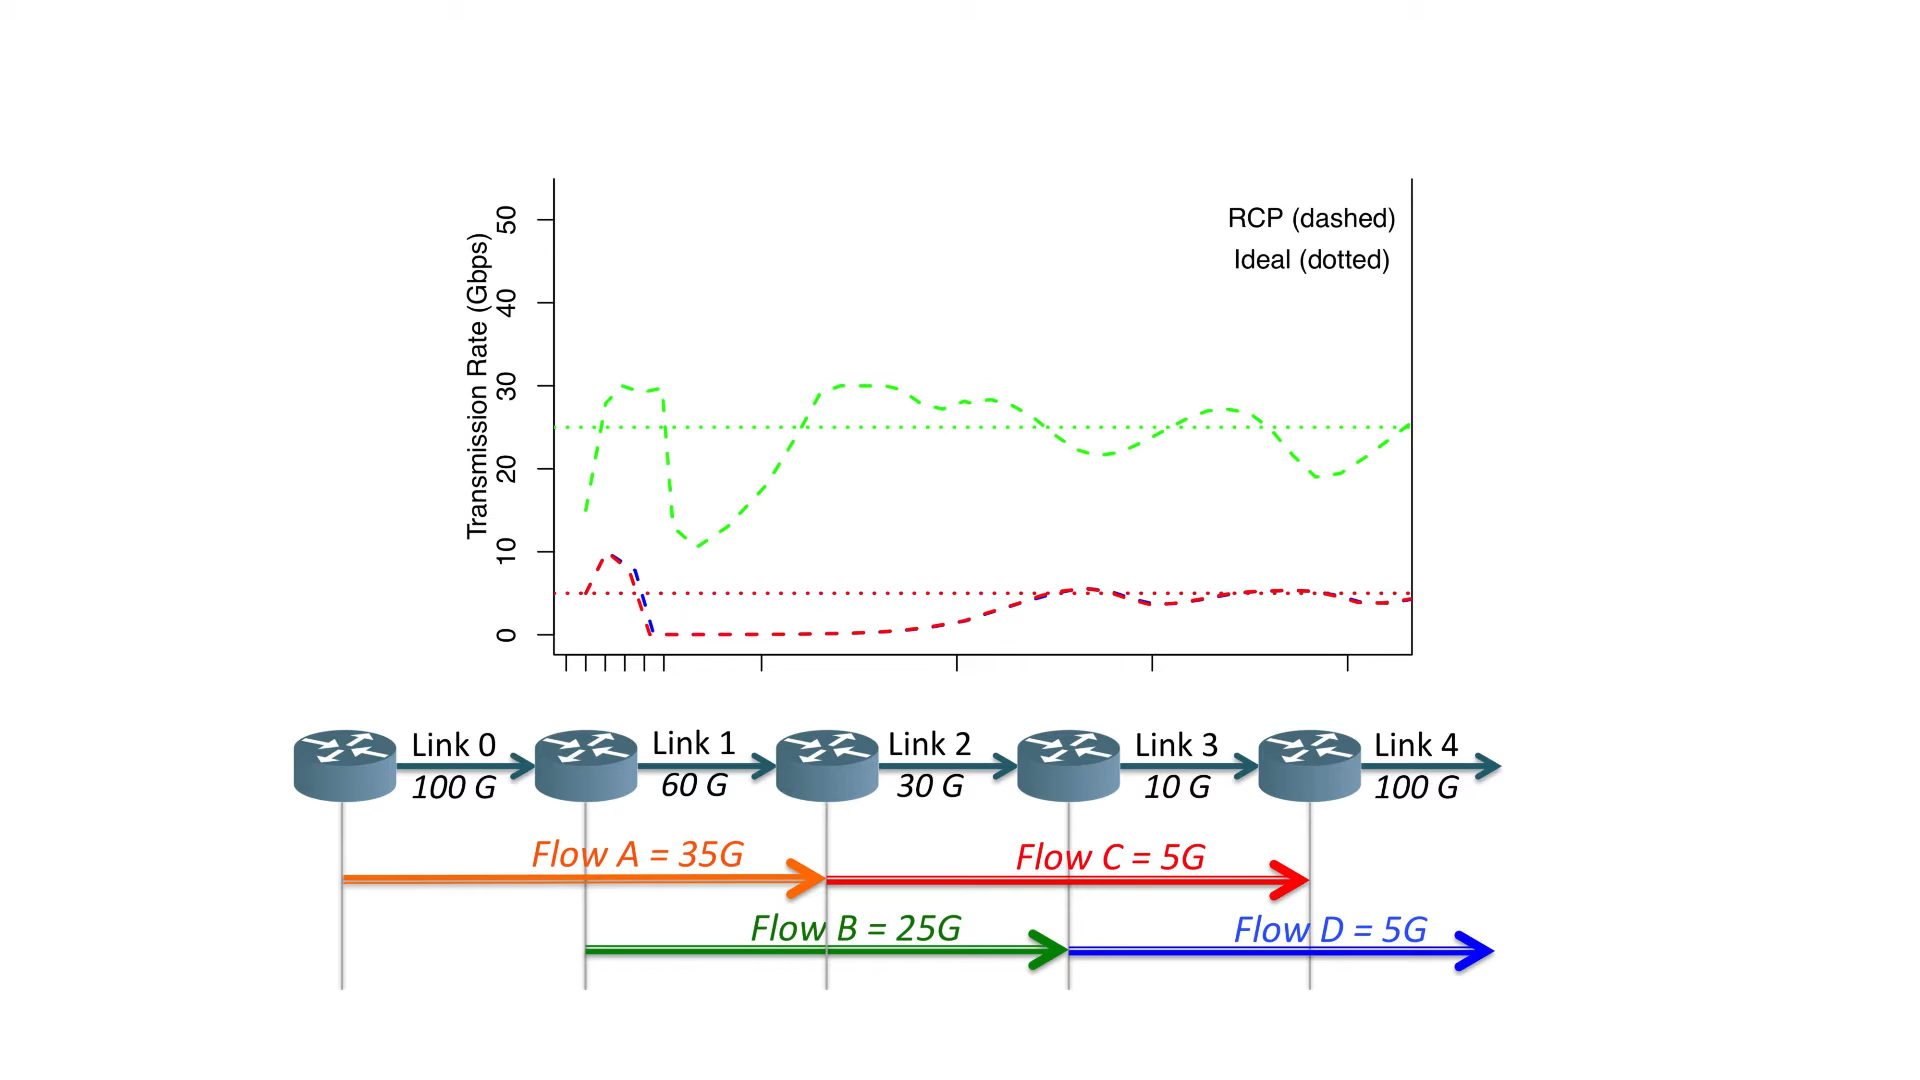 RCP (dashed)
Ideal (dotted)
Transmission Rate (Gbps)
50
40
30
20
10
0
Link 0
100 G
Link 1
60 G
Link 2
30 G
Link 3
10 G
Link 4
100 G
Flow A = 35G
Flow C = 5G
Flow B = 25G
Flow D = 5G